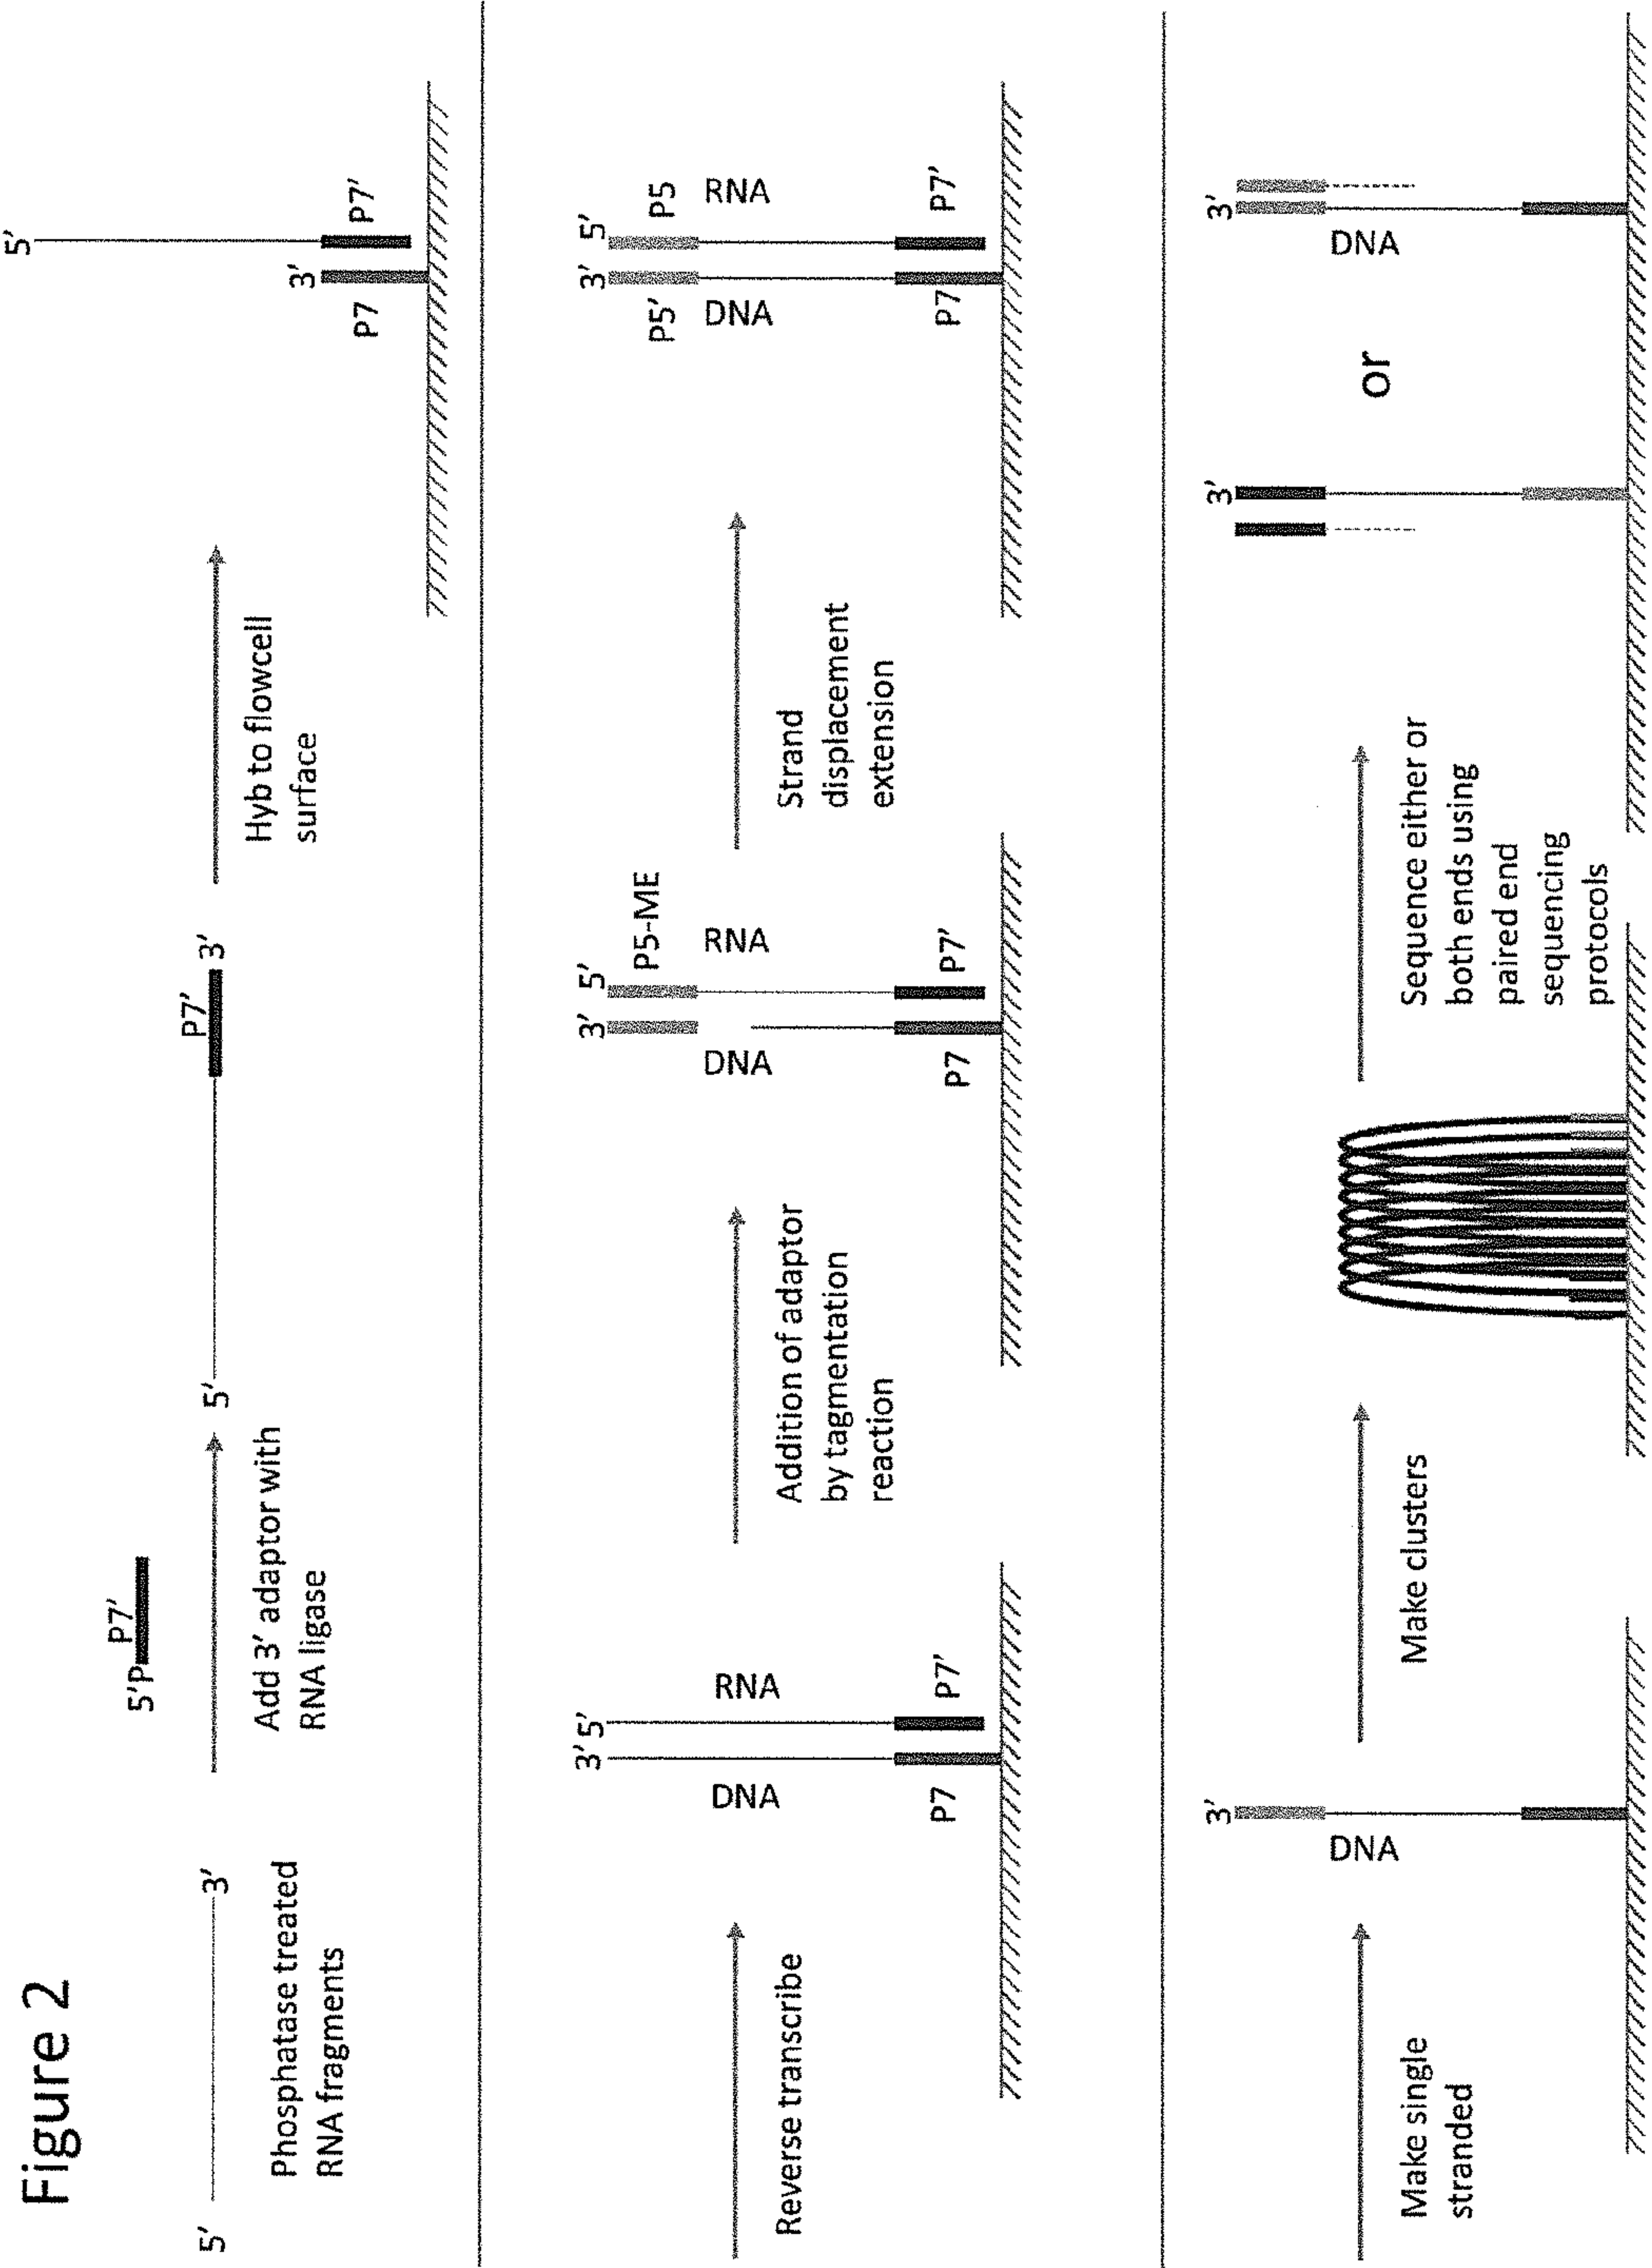 Figure 2
5'
3'
Phosphatase treated
RNA fragments
5'P
P7'
Add 3' adaptor with
RNA ligase
5'
P7'
3'
Hyb to flowcell
surface
5'
3'
P7
P7'
Reverse transcribe
3'
5'
DNA
RNA
P7
P7'
Addition of adaptor
by tagmentation
reaction
3'
5'
P5-ME
DNA
RNA
P7
P7'
Strand
displacement
extension
3'
5'
P5'
P5
DNA
RNA
P7
P7'
Make single
stranded
3'
DNA
Make clusters
Sequence either or
both ends using
paired end
sequencing
protocols
3'
or
3'
DNA